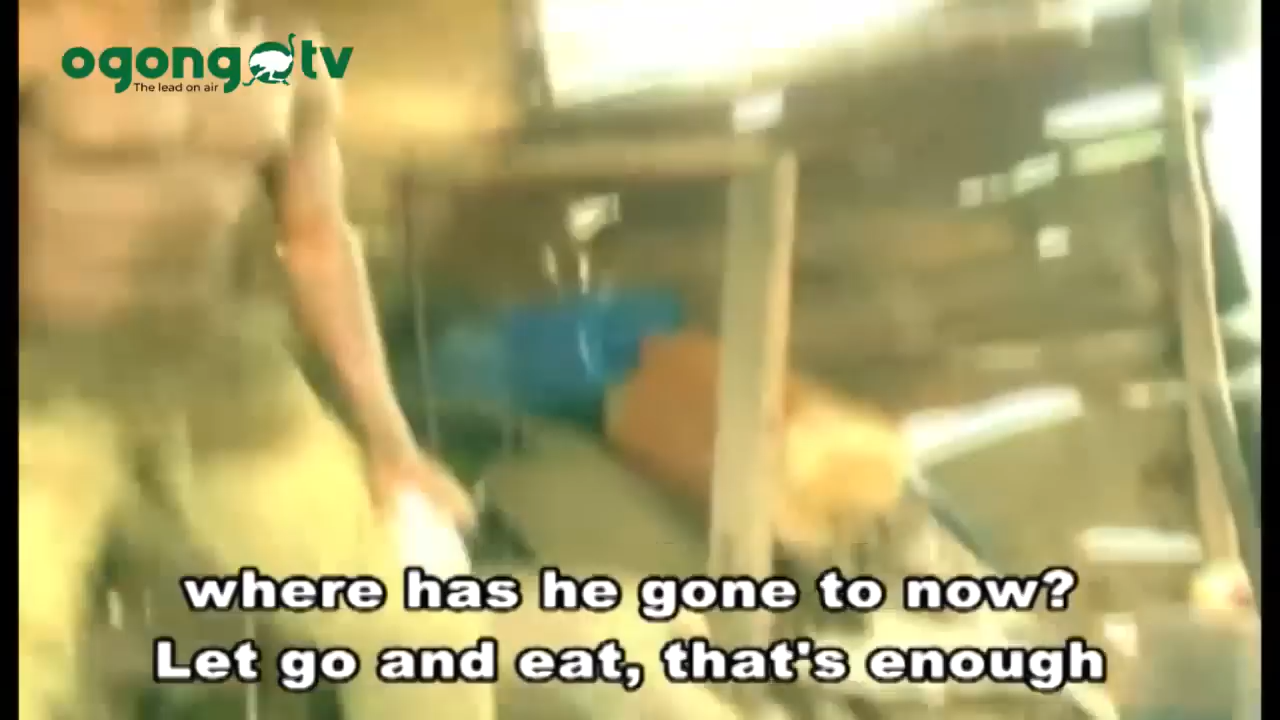 ogongotv
The lead on air
where has he gone to now?
Let go and eat, that's enough